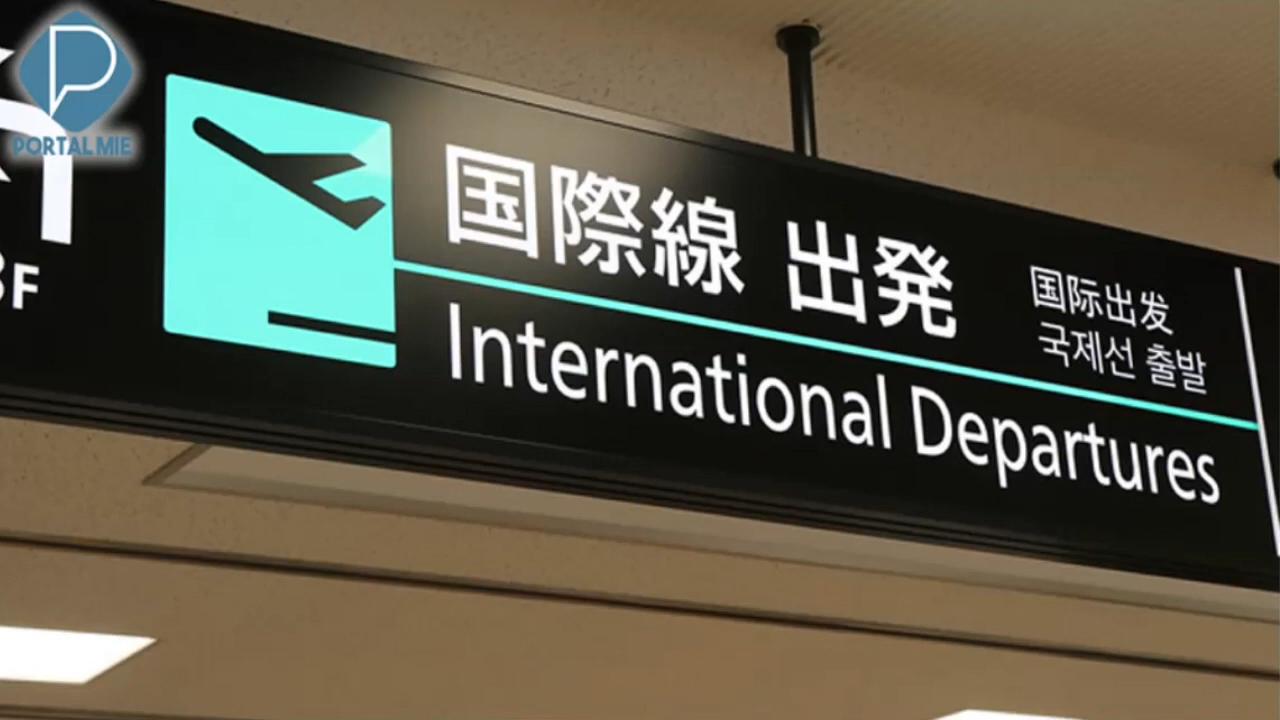 PORTAL MIE
国際線 出発
国际出发
국제선 출발
International Departures